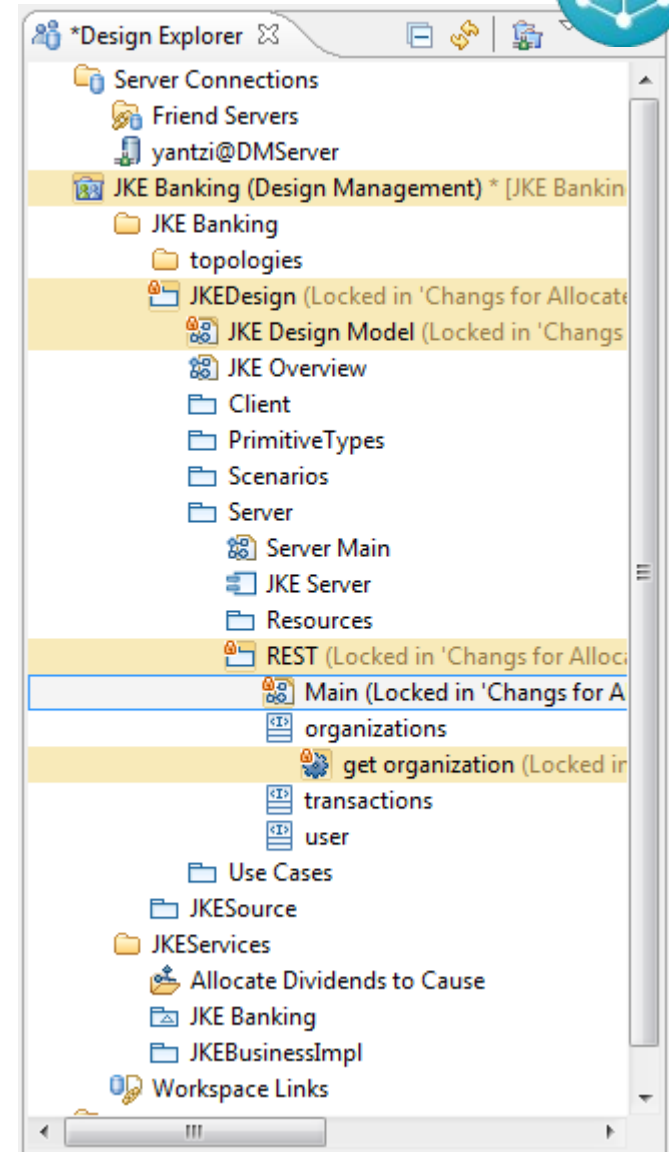 *Design Explorer
Server Connections
Friend Servers
yantzi@DMServer
JKE Banking (Design Management) * [JKE Bankin
JKE Banking
topologies
JKEDesign (Locked in 'Changs for Allocate
JKE Design Model (Locked in 'Changs
JKE Overview
Client
PrimitiveTypes
Scenarios
Server
Server Main
JKE Server
Resources
REST (Locked in 'Changs for Alloca
Main (Locked in 'Changs for A
organizations
get organization (Locked in
transactions
user
Use Cases
JKESource
JKEServices
Allocate Dividends to Cause
JKE Banking
JKEBusinessImpl
Workspace Links